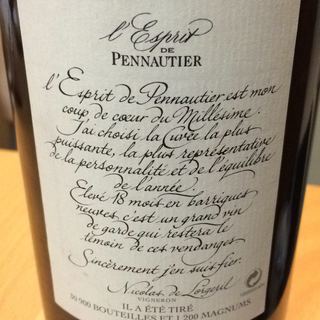 l'Esprit
DE
PENNAUTIER
l'Esprit de Pennautier est mon
coup de cœur du Millésime.
J'ai choisi la cuvée la plus
puissante, la plus représentative
de la personnalité et de l'équilibre
de l'année.
Elevé 18 mois en barriques
neuves c'est un grand vin
de garde qui restera le
témoin de ces vendanges
Sincèrement j'en suis fier.
Nicolas de Lorgeril
VIGNERON
IL A ÉTÉ TIRÉ
30 900 BOUTEILLES ET 1 200 MAGNUMS